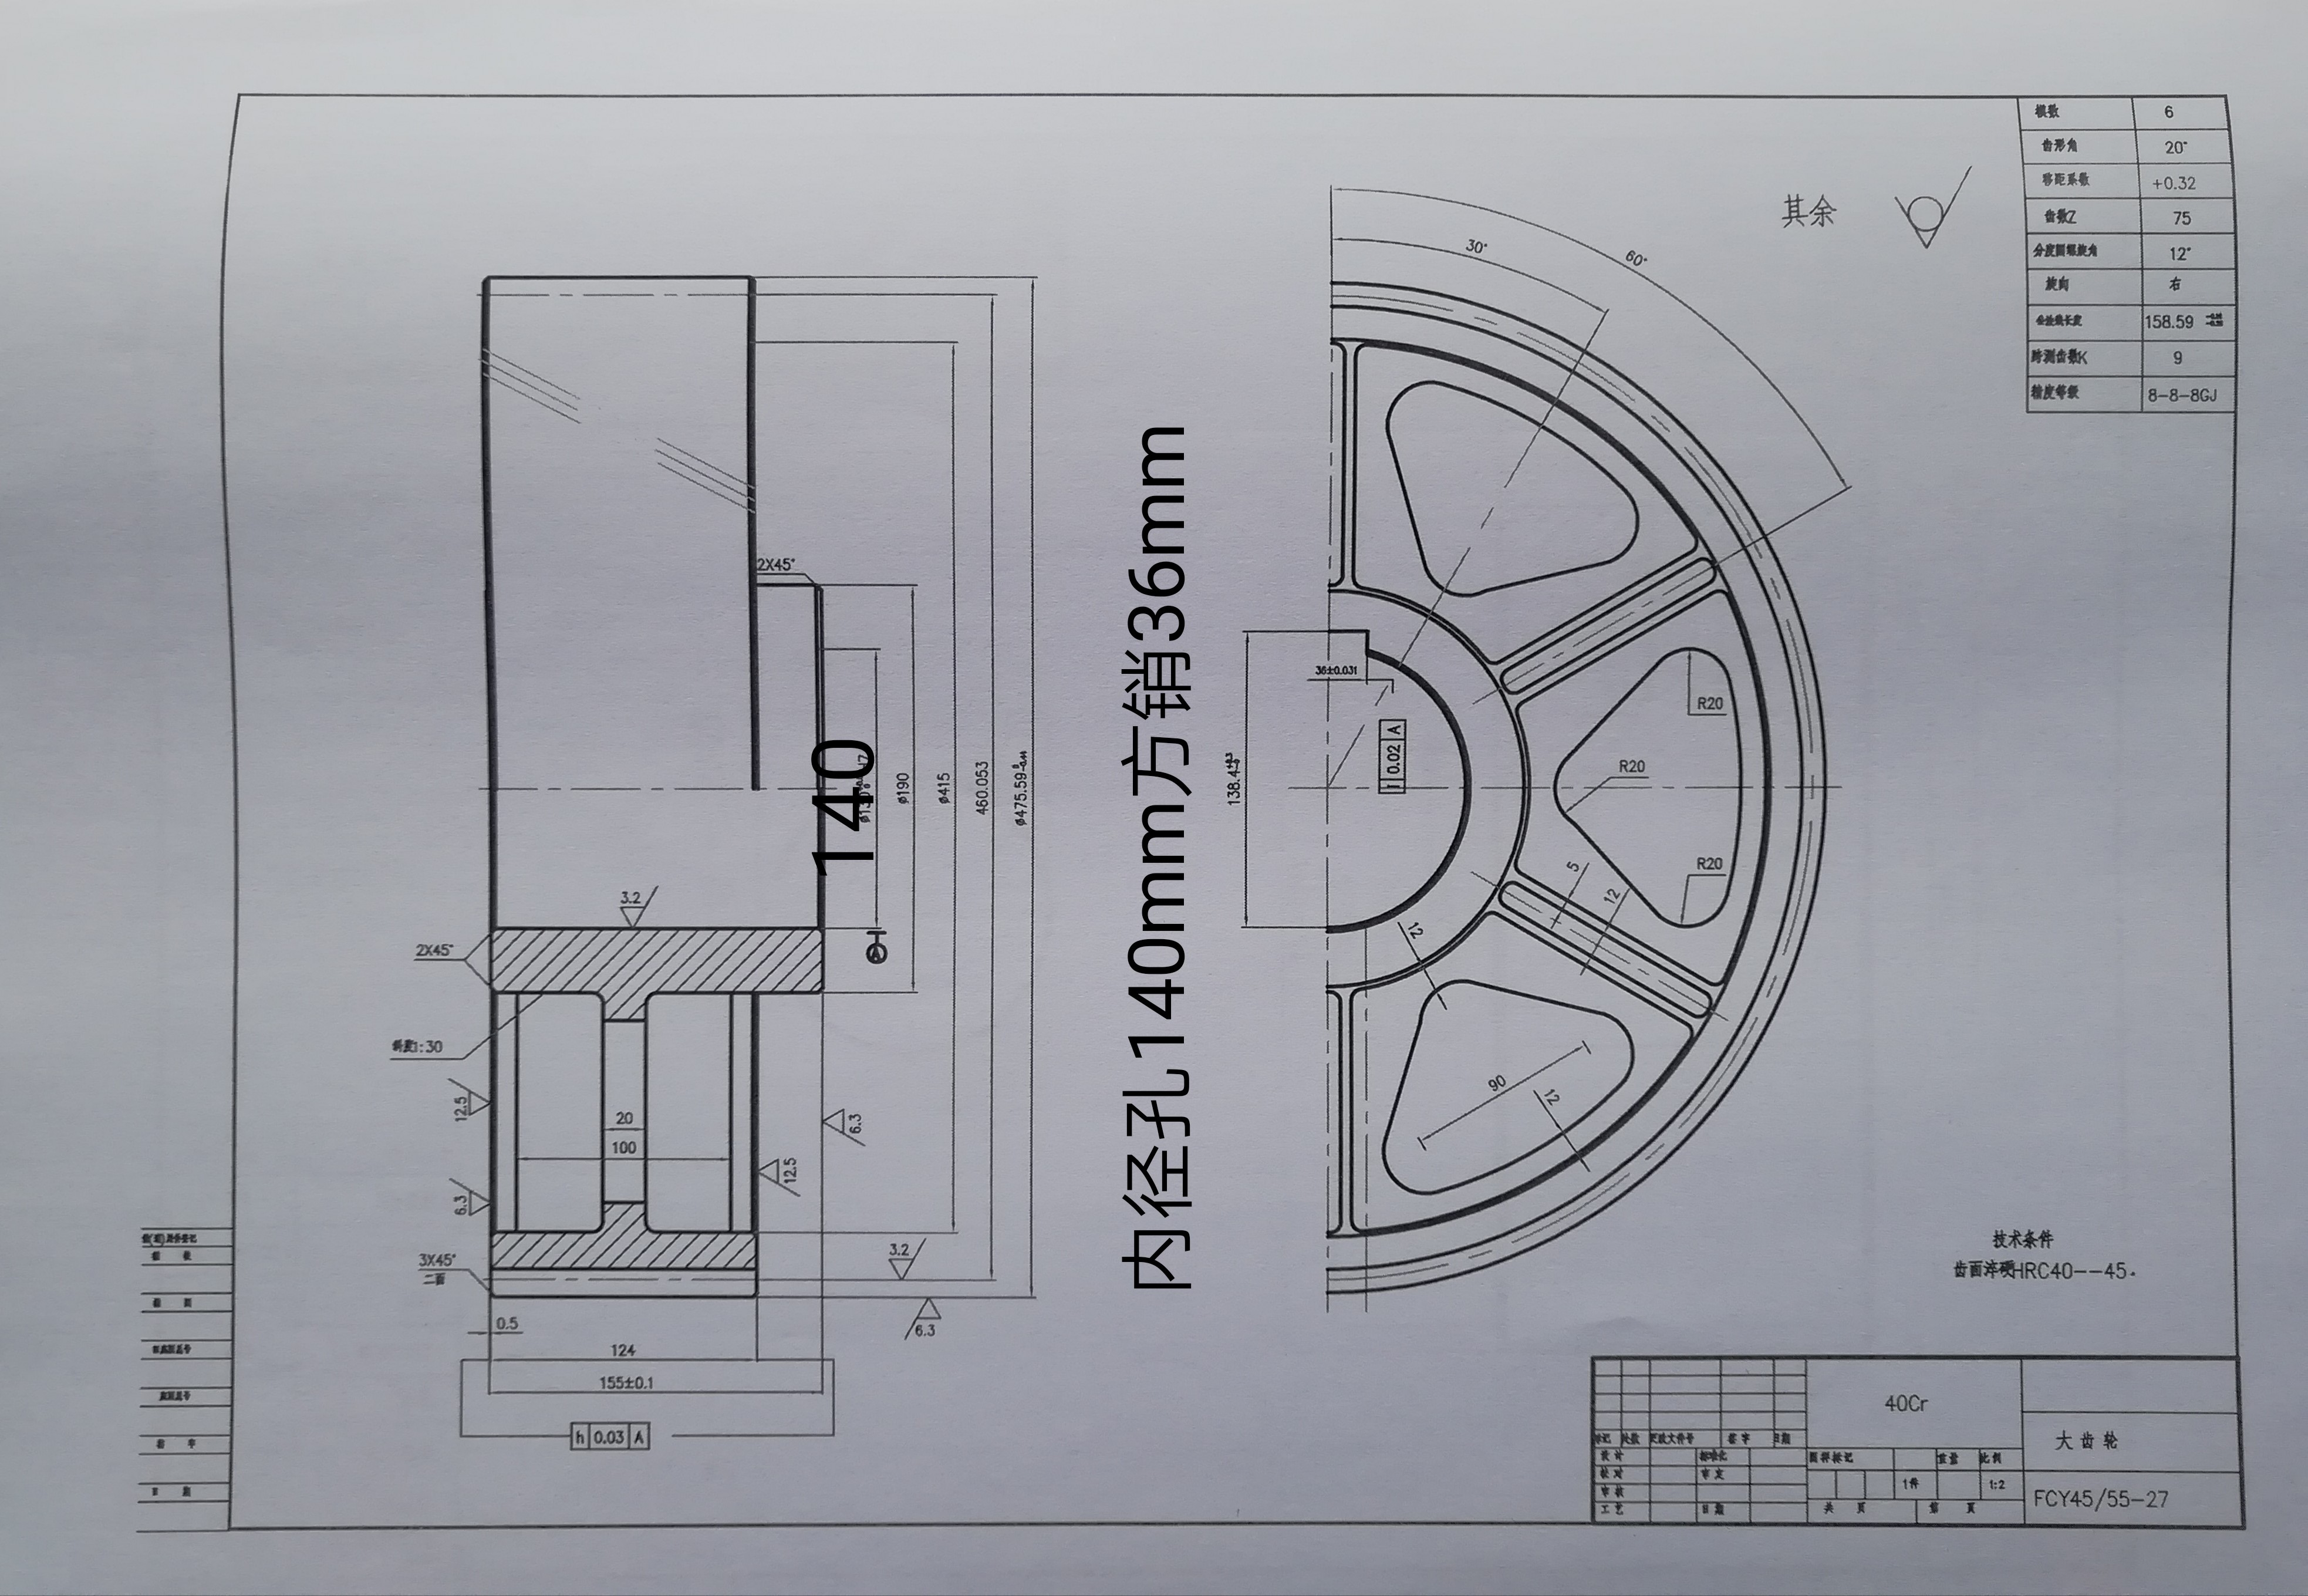 模数 6
齿形角 20°
移距系数 +0.32
齿数Z 75
分度圆螺旋角 12°
旋向 右
公法线长度 158.59
跨测齿数K 9
精度等级 8-8-8GJ
其余
30°
60°
2X45°
140
ø190
ø415
460.053
ø475.59
内径孔140mm方销36mm
36±0.031
0.02 A
138.4
R20
R20
R20
5
12
12
90
12
3.2
2X45°
A
斜度1:30
12.5
6.3
20
100
6.3
12.5
3X45°
二面
3.2
6.3
0.5
124
155±0.1
h 0.03 A
技术条件
齿面淬硬HRC40--45.
40Cr
大齿轮
FCY45/55-27
标记 处数 更改文件号 签字 日期
设计 标准化
校对 审定
审核
工艺 日期
图样标记 重量 比例
1件 1:2
共 页 第 页
借(通)用件登记
描 图
旧底图总号
底图总号
签 字
日 期